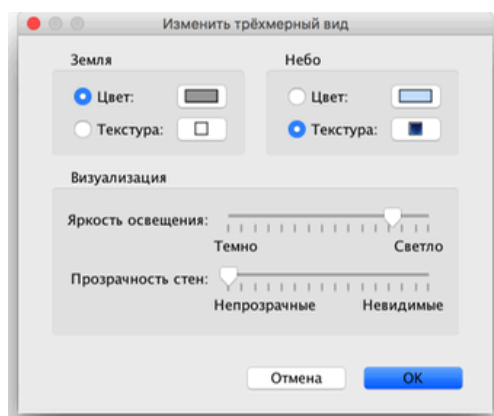 Изменить трёхмерный вид
Земля
Небо
Цвет:
Цвет:
Текстура:
Текстура:
Визуализация
Яркость освещения:
Темно
Светло
Прозрачность стен:
Непрозрачные
Невидимые
Отмена
OK